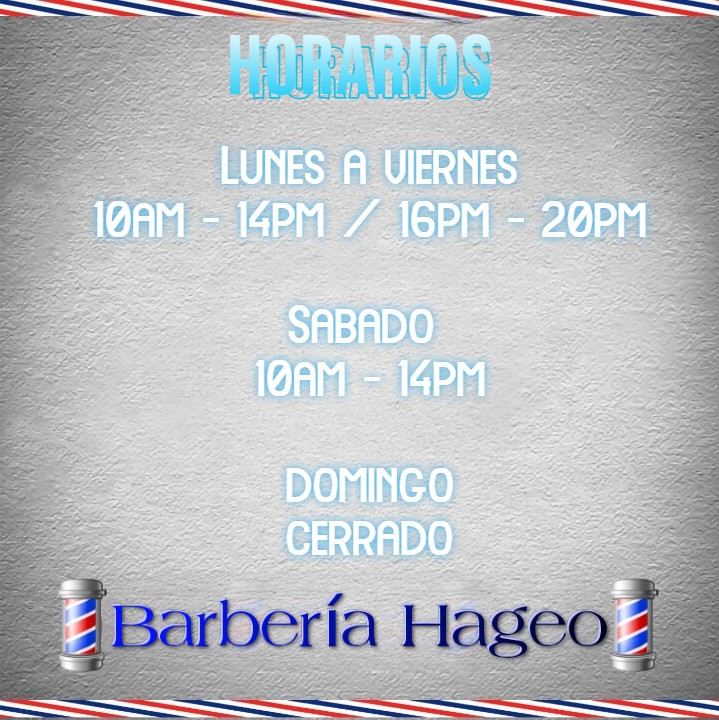 HORARIOS
LUNES A VIERNES
10AM - 14PM / 16PM - 20PM
SABADO
10AM - 14PM
DOMINGO
CERRADO
Barbería Hageo